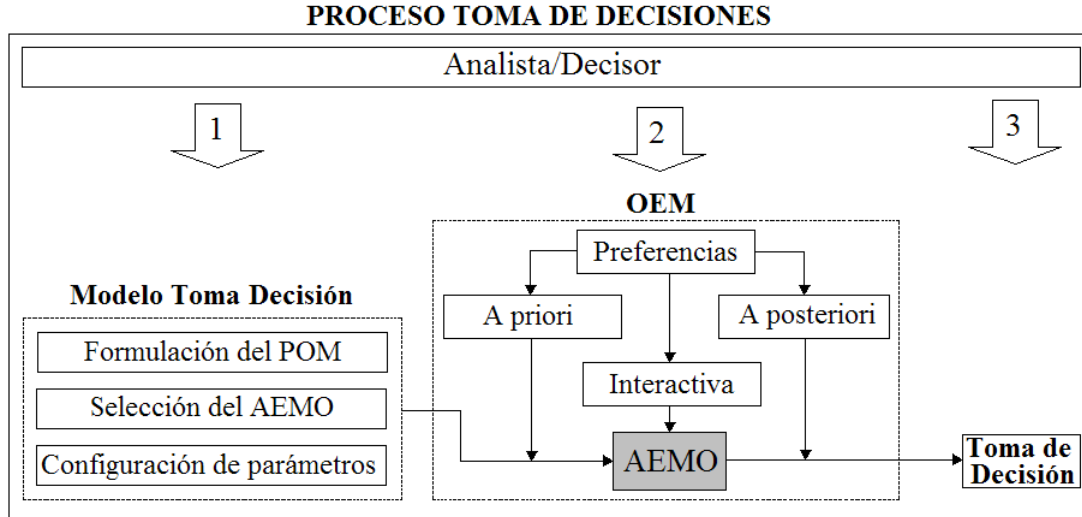 PROCESO TOMA DE DECISIONES
Analista/Decisor
1
2
3
OEM
Preferencias
Modelo Toma Decisión
A priori
A posteriori
Formulación del POM
Interactiva
Selección del AEMO
AEMO
Configuración de parámetros
Toma de
Decisión